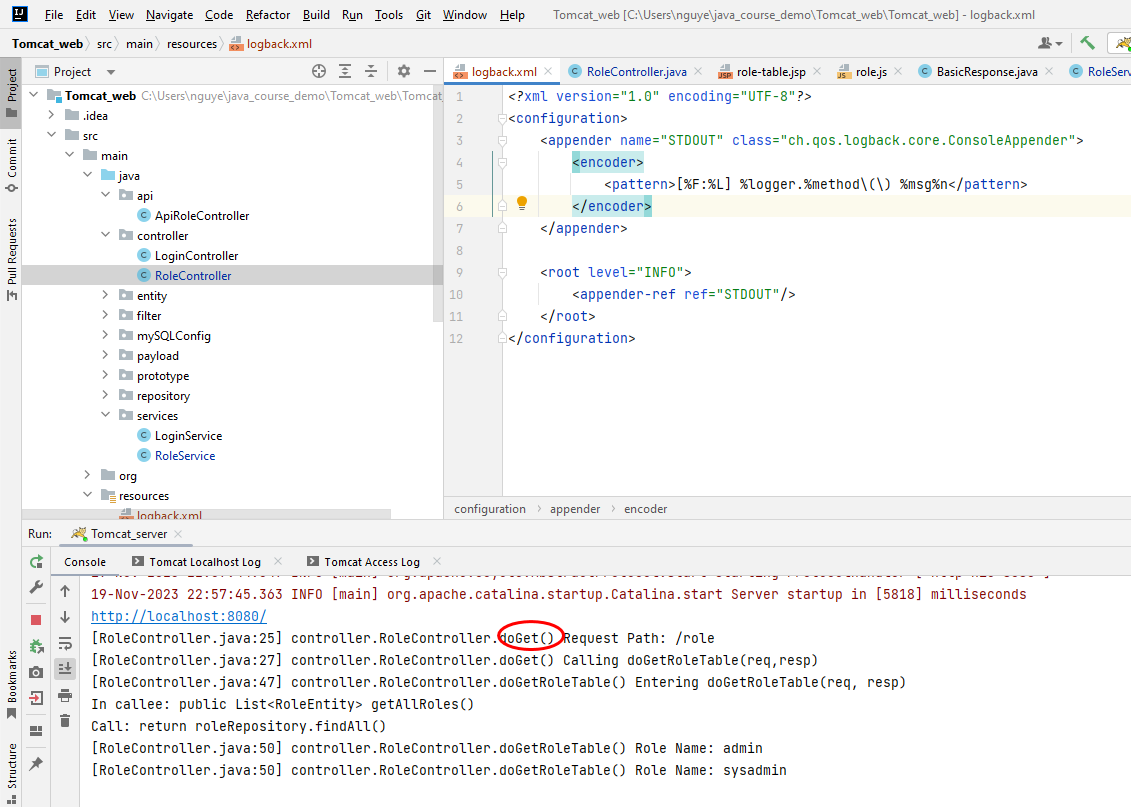 File Edit View Navigate Code Refactor Build Run Tools Git Window Help Tomcat_web [C:\Users\nguye\java_course_demo\Tomcat_web\Tomcat_web] - logback.xml
Tomcat_web src main resources logback.xml
Project
Commit
Pull Requests
Bookmarks
Structure
Project
Tomcat_web C:\Users\nguye\java_course_demo\Tomcat_web\Tomcat
.idea
src
main
java
api
ApiRoleController
controller
LoginController
RoleController
entity
filter
mySQLConfig
payload
prototype
repository
services
LoginService
RoleService
org
resources
logback.xml
logback.xml RoleController.java role-table.jsp role.js BasicResponse.java RoleServ
1 <?xml version="1.0" encoding="UTF-8"?>
2 <configuration>
3 <appender name="STDOUT" class="ch.qos.logback.core.ConsoleAppender">
4 <encoder>
5 <pattern>[%F:%L] %logger.%method\(\) %msg%n</pattern>
6 </encoder>
7 </appender>
8
9 <root level="INFO">
10 <appender-ref ref="STDOUT"/>
11 </root>
12 </configuration>
configuration appender encoder
Run: Tomcat_server
Console Tomcat Localhost Log Tomcat Access Log
19-Nov-2023 22:57:45.363 INFO [main] org.apache.catalina.startup.Catalina.start Server startup in [5818] milliseconds
http://localhost:8080/
[RoleController.java:25] controller.RoleController.doGet() Request Path: /role
[RoleController.java:27] controller.RoleController.doGet() Calling doGetRoleTable(req,resp)
[RoleController.java:47] controller.RoleController.doGetRoleTable() Entering doGetRoleTable(req, resp)
In callee: public List<RoleEntity> getAllRoles()
Call: return roleRepository.findAll()
[RoleController.java:50] controller.RoleController.doGetRoleTable() Role Name: admin
[RoleController.java:50] controller.RoleController.doGetRoleTable() Role Name: sysadmin